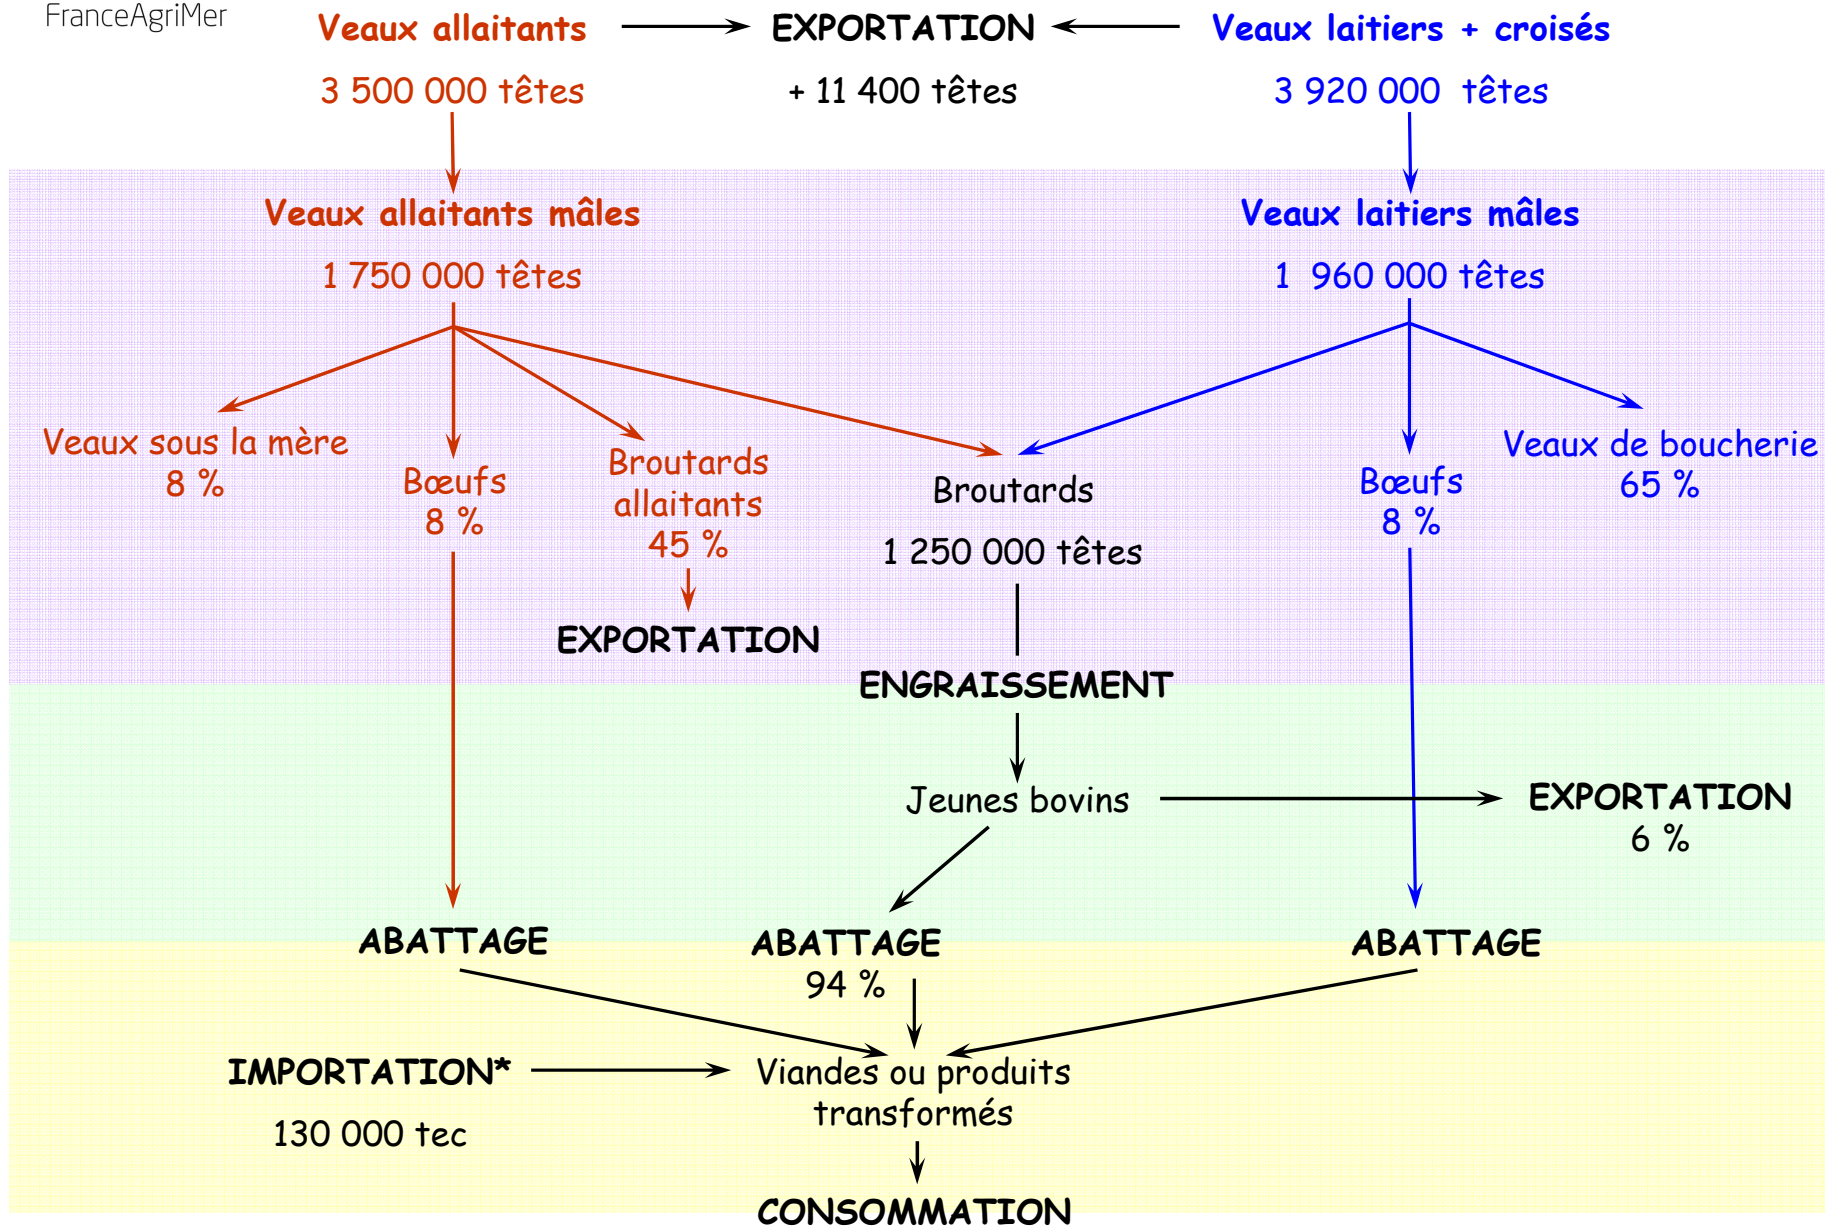 FranceAgriMer
Veaux allaitants
EXPORTATION
Veaux laitiers + croisés
3 500 000 têtes
+ 11 400 têtes
3 920 000 têtes
Veaux allaitants mâles
Veaux laitiers mâles
1 750 000 têtes
1 960 000 têtes
Veaux sous la mère
8 %
Bœufs
8 %
Broutards
allaitants
45 %
Broutards
1 250 000 têtes
Bœufs
8 %
Veaux de boucherie
65 %
EXPORTATION
ENGRAISSEMENT
Jeunes bovins
EXPORTATION
6 %
ABATTAGE
ABATTAGE
94 %
ABATTAGE
IMPORTATION*
130 000 tec
Viandes ou produits
transformés
CONSOMMATION